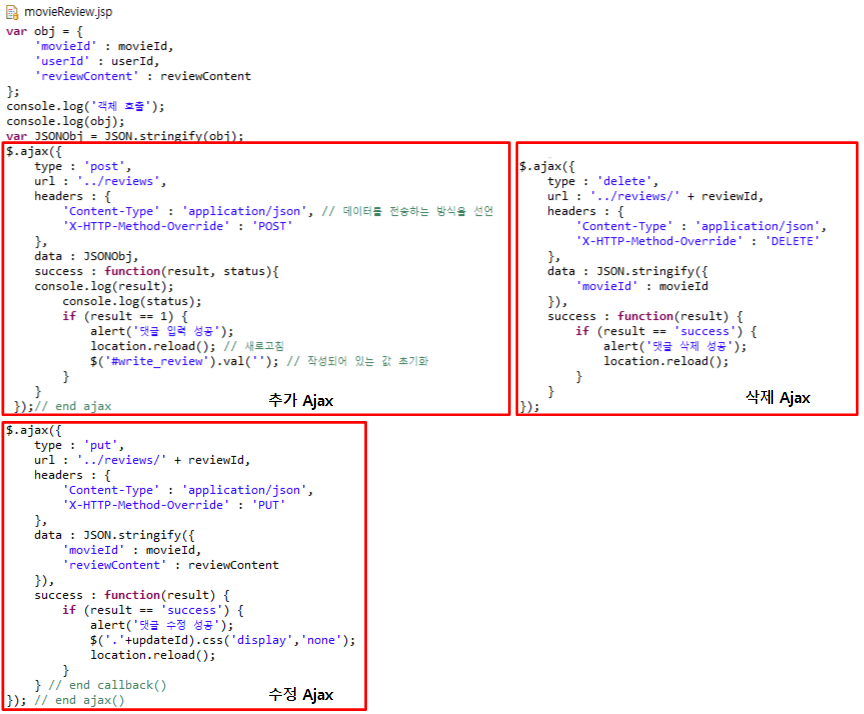 movieReview.jsp
var obj = {
    'movieId' : movieId,
    'userId' : userId,
    'reviewContent' : reviewContent
};
console.log('객체 호출');
console.log(obj);
var JSONObj = JSON.stringify(obj);
$.ajax({
    type : 'post',
    url : '../reviews',
    headers : {
        'Content-Type' : 'application/json', // 데이터를 전송하는 방식을 선언
        'X-HTTP-Method-Override' : 'POST'
    },
    data : JSONObj,
    success : function(result, status){
    console.log(result);
        console.log(status);
        if (result == 1) {
            alert('댓글 입력 성공');
            location.reload(); // 새로고침
            $('#write_review').val(''); // 작성되어 있는 값 초기화
        }
    }
 });// end ajax
추가 Ajax
$.ajax({
    type : 'delete',
    url : '../reviews/' + reviewId,
    headers : {
        'Content-Type' : 'application/json',
        'X-HTTP-Method-Override' : 'DELETE'
    },
    data : JSON.stringify({
        'movieId' : movieId
    }),
    success : function(result) {
        if (result == 'success') {
            alert('댓글 삭제 성공');
            location.reload();
        }
    }
});
삭제 Ajax
$.ajax({
    type : 'put',
    url : '../reviews/' + reviewId,
    headers : {
        'Content-Type' : 'application/json',
        'X-HTTP-Method-Override' : 'PUT'
    },
    data : JSON.stringify({
        'movieId' : movieId,
        'reviewContent' : reviewContent
    }),
    success : function(result) {
        if (result == 'success') {
            alert('댓글 수정 성공');
            $('.'+updateId).css('display','none');
            location.reload();
        }
    } // end callback()
}); // end ajax()
수정 Ajax